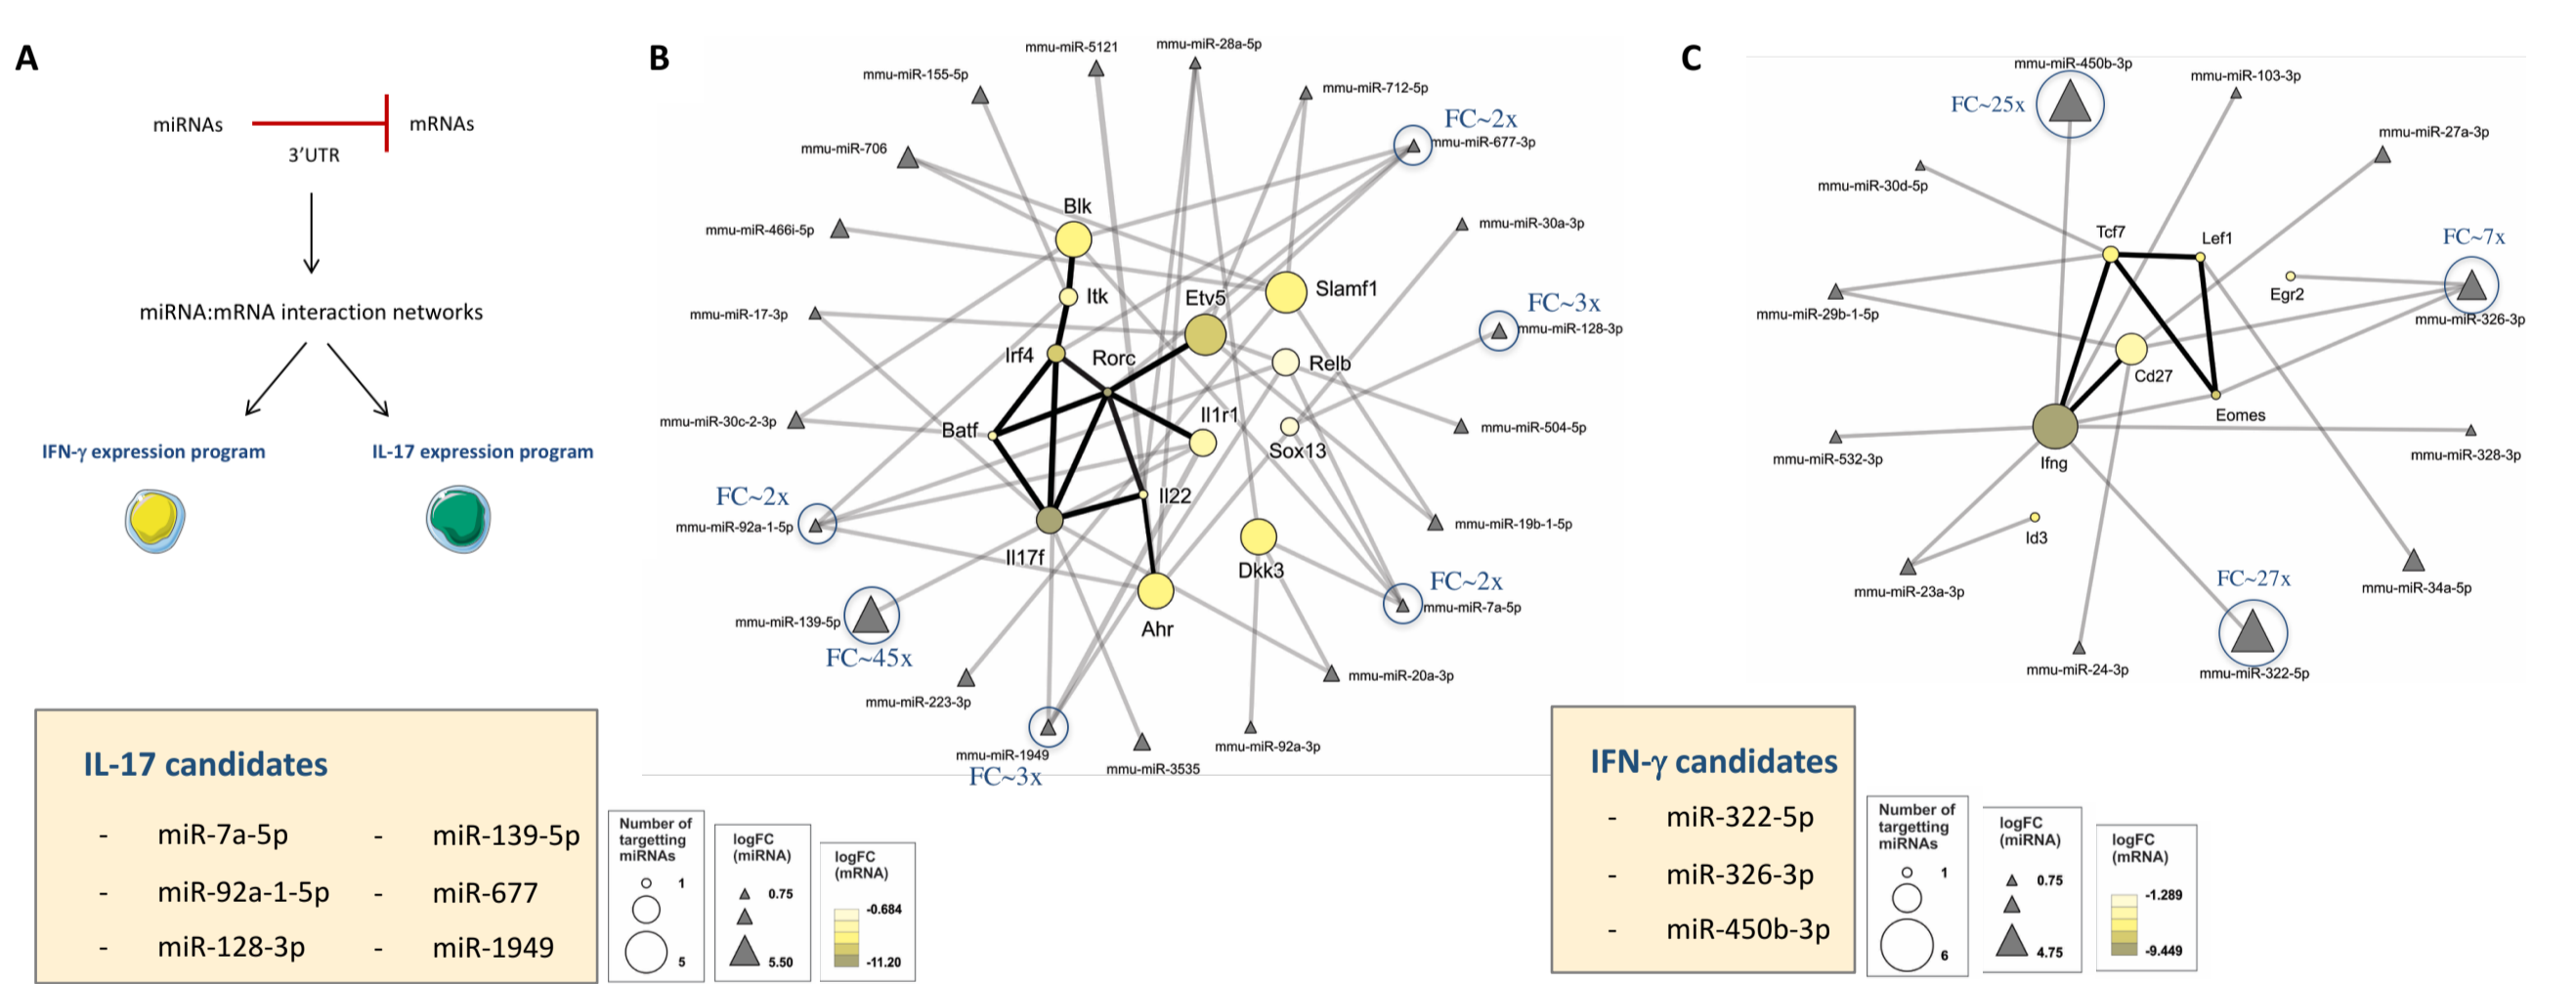 A
miRNAs
mRNAs
3’UTR
miRNA:mRNA interaction networks
IFN-γ expression program
IL-17 expression program
IL-17 candidates
- miR-7a-5p - miR-139-5p
- miR-92a-1-5p - miR-677
- miR-128-3p - miR-1949
B
mmu-miR-5121
mmu-miR-28a-5p
mmu-miR-155-5p
mmu-miR-712-5p
FC~2x
mmu-miR-677-3p
mmu-miR-706
Blk
mmu-miR-466i-5p
mmu-miR-30a-3p
Itk
Etv5
Slamf1
FC~3x
mmu-miR-128-3p
mmu-miR-17-3p
Irf4
Rorc
Relb
mmu-miR-30c-2-3p
Batf
Il1r1
Sox13
mmu-miR-504-5p
FC~2x
mmu-miR-92a-1-5p
Il22
mmu-miR-19b-1-5p
Il17f
Dkk3
FC~2x
mmu-miR-7a-5p
mmu-miR-139-5p
FC~45x
Ahr
mmu-miR-20a-3p
mmu-miR-223-3p
mmu-miR-1949
FC~3x
mmu-miR-3535
mmu-miR-92a-3p
Number of
targetting
miRNAs
1
5
logFC
(miRNA)
0.75
5.50
logFC
(mRNA)
-0.684
-11.20
C
mmu-miR-450b-3p
FC~25x
mmu-miR-103-3p
mmu-miR-27a-3p
mmu-miR-30d-5p
Tcf7
Lef1
FC~7x
Egr2
mmu-miR-326-3p
mmu-miR-29b-1-5p
Cd27
Eomes
mmu-miR-532-3p
Ifng
mmu-miR-328-3p
Id3
mmu-miR-23a-3p
FC~27x
mmu-miR-34a-5p
mmu-miR-24-3p
mmu-miR-322-5p
IFN-γ candidates
- miR-322-5p
- miR-326-3p
- miR-450b-3p
Number of
targetting
miRNAs
1
6
logFC
(miRNA)
0.75
4.75
logFC
(mRNA)
-1.289
-9.449